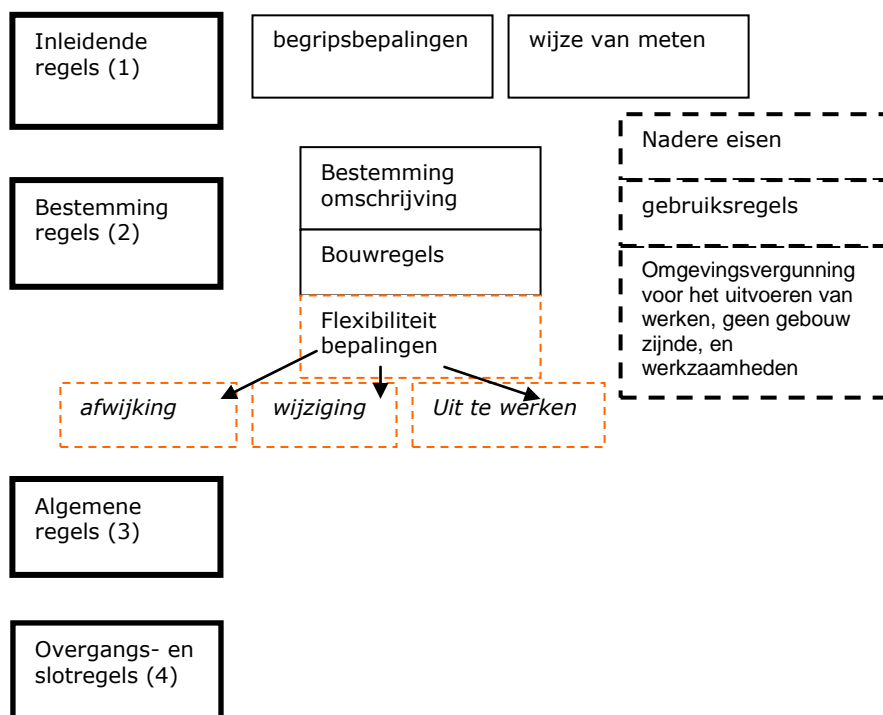 Inleidende
regels (1)
begripsbepalingen
wijze van meten
Nadere eisen
Bestemming
regels (2)
Bestemming
omschrijving
gebruiksregels
Bouwregels
Omgevingsvergunning
voor het uitvoeren van
werken, geen gebouw
zijnde, en
werkzaamheden
Flexibiliteit
bepalingen
afwijking
wijziging
Uit te werken
Algemene
regels (3)
Overgangs- en
slotregels (4)